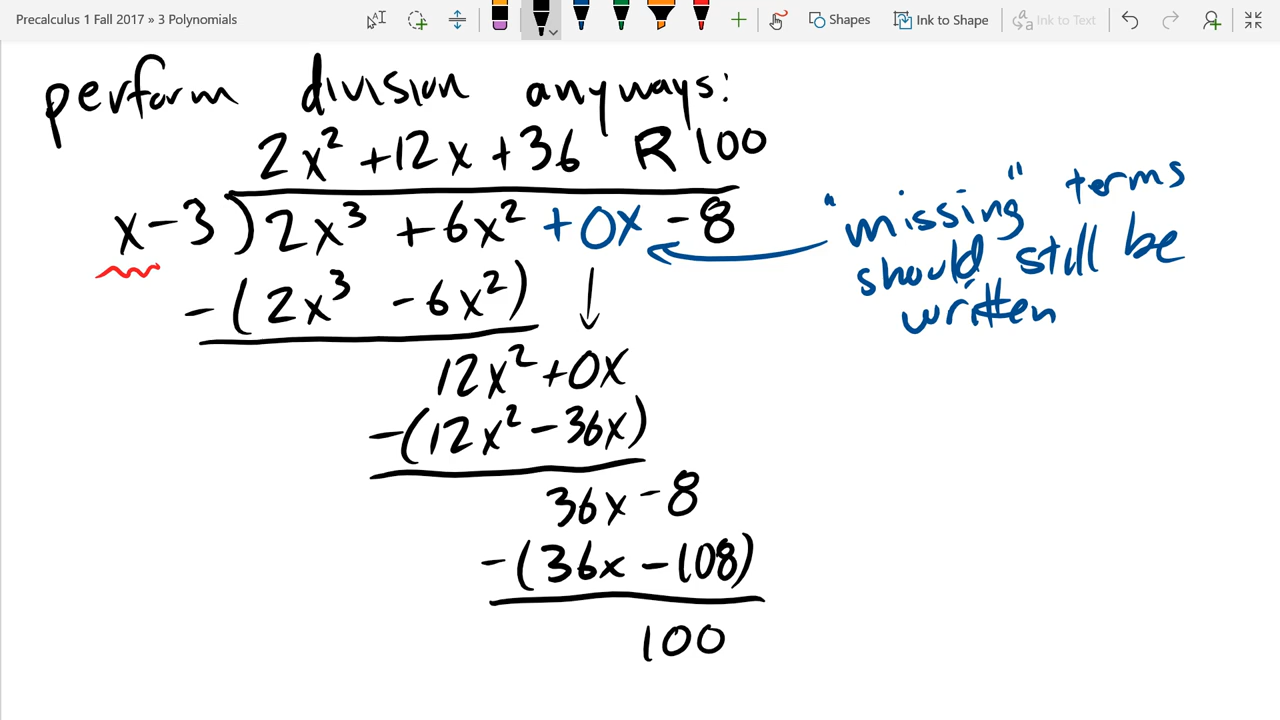 Precalculus 1 Fall 2017 » 3 Polynomials
Shapes
Ink to Shape
Ink to Text
perform division anyways:
2x² +12x +36 R 100
x-3)2x³ +6x² +0x -8
"missing" terms
should still be
written
-(2x³ -6x²)
12x² +0x
-(12x² -36x)
36x -8
-(36x -108)
100